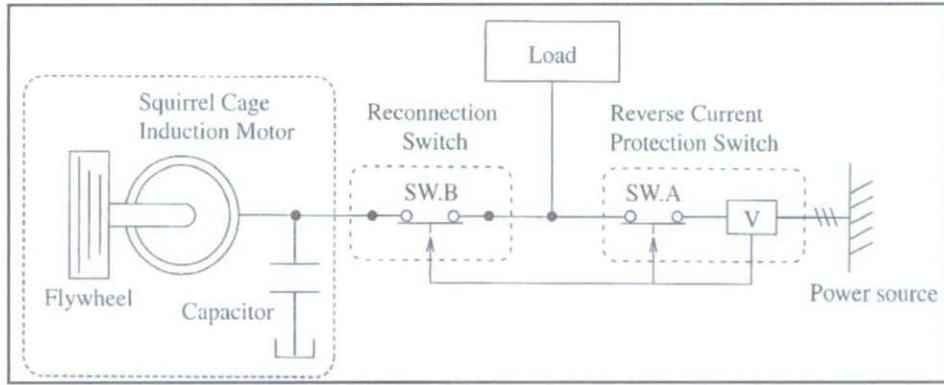 Load
Squirrel Cage
Induction Motor
Reconnection
Switch
Reverse Current
Protection Switch
SW.B
SW.A
V
Flywheel
Capacitor
Power source